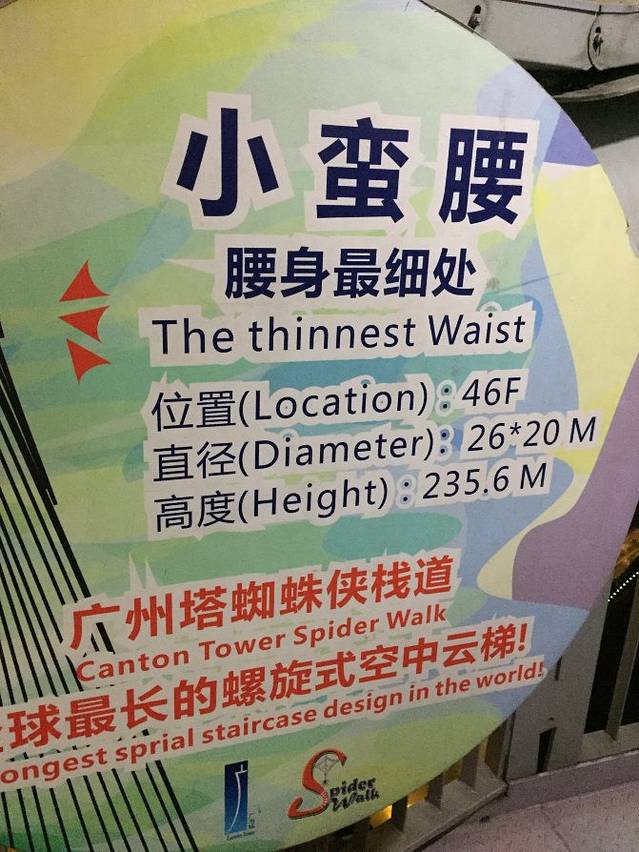 小蛮腰
腰身最细处
The thinnest Waist
位置(Location)：46F
直径(Diameter)：26*20 M
高度(Height)：235.6 M
广州塔蜘蛛侠栈道
Canton Tower Spider Walk
球最长的螺旋式空中云梯!
ongest sprial staircase design in the world!
Canton Tower
Spider
Walk